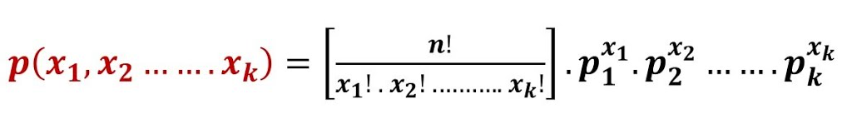 p(x₁, x₂ … … . xₖ) = [n! / x₁! . x₂! ……….. xₖ!] . p₁^x₁ . p₂^x₂ … … . pₖ^xₖ